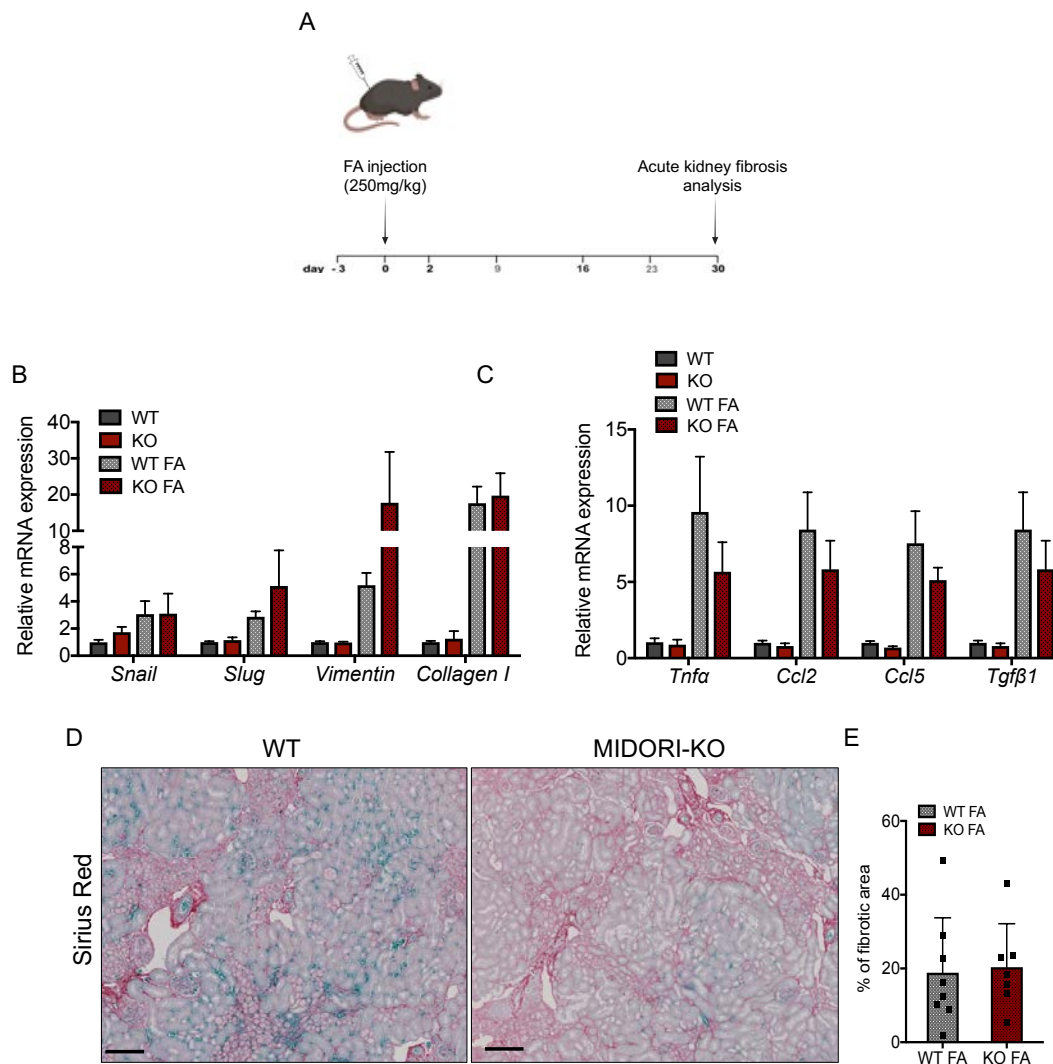 A
FA injection
(250mg/kg)
Acute kidney fibrosis
analysis
day -3 0 2 9 16 23 30
B
WT
KO
WT FA
KO FA
Relative mRNA expression
40
30
20
10
8
6
4
2
0
Snail Slug Vimentin Collagen I
C
WT
KO
WT FA
KO FA
Relative mRNA expression
15
10
5
0
Tnfα Ccl2 Ccl5 Tgfβ1
D
WT MIDORI-KO
Sirius Red
E
WT FA
KO FA
% of fibrotic area
60
40
20
0
WT FA KO FA